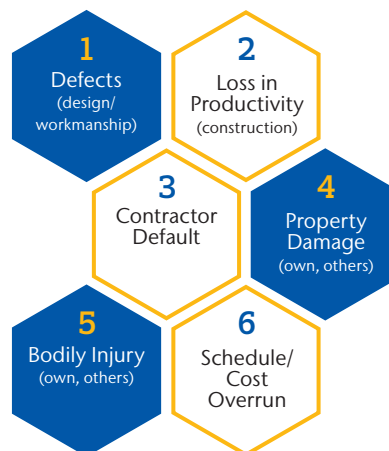 1
Defects
(design/
workmanship)
2
Loss in
Productivity
(construction)
3
Contractor
Default
4
Property
Damage
(own, others)
5
Bodily Injury
(own, others)
6
Schedule/
Cost
Overrun